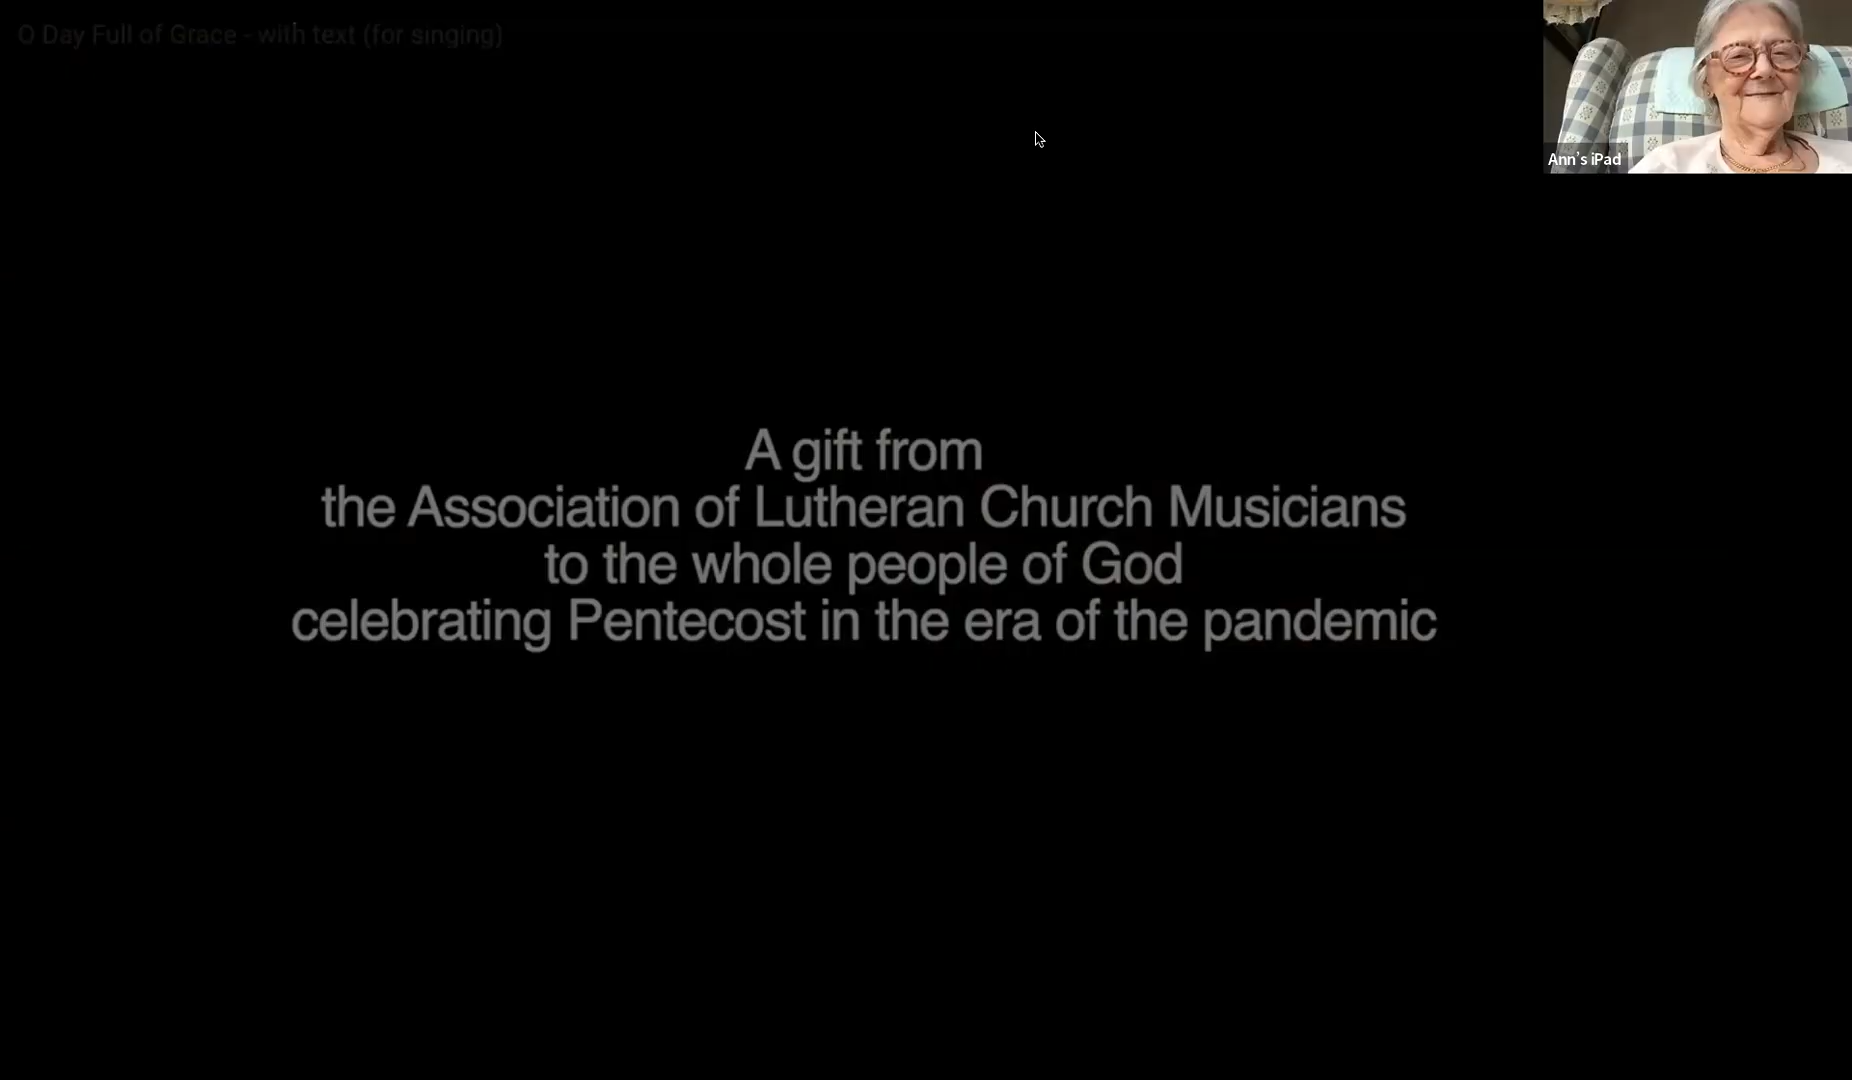 O Day Full of Grace - with text (for singing)
Ann's iPad
A gift from
the Association of Lutheran Church Musicians
to the whole people of God
celebrating Pentecost in the era of the pandemic